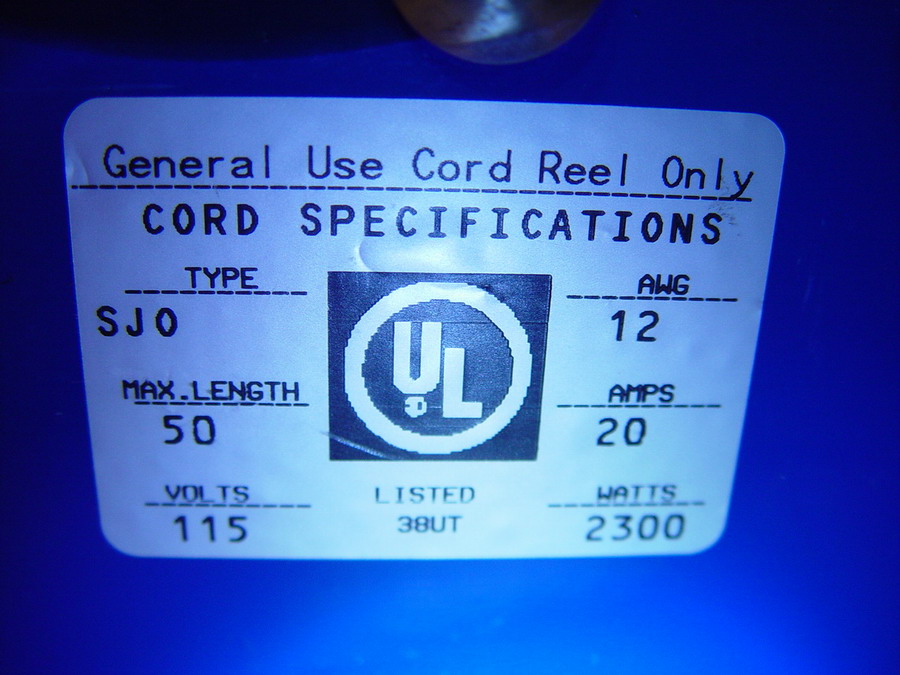 General Use Cord Reel Only
CORD SPECIFICATIONS
TYPE
SJO
AWG
12
MAX.LENGTH
50
AMPS
20
VOLTS
115
UL
LISTED
38UT
WATTS
2300